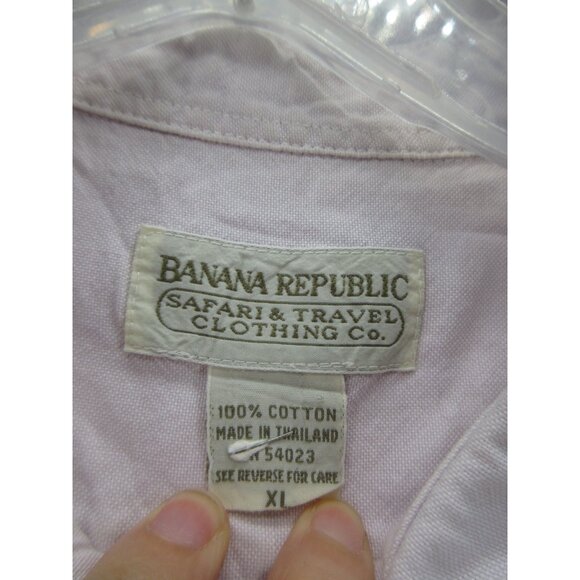 BANANA REPUBLIC
SAFARI & TRAVEL
CLOTHING CO.
100% COTTON
MADE IN THAILAND
54023
SEE REVERSE FOR CARE
XL